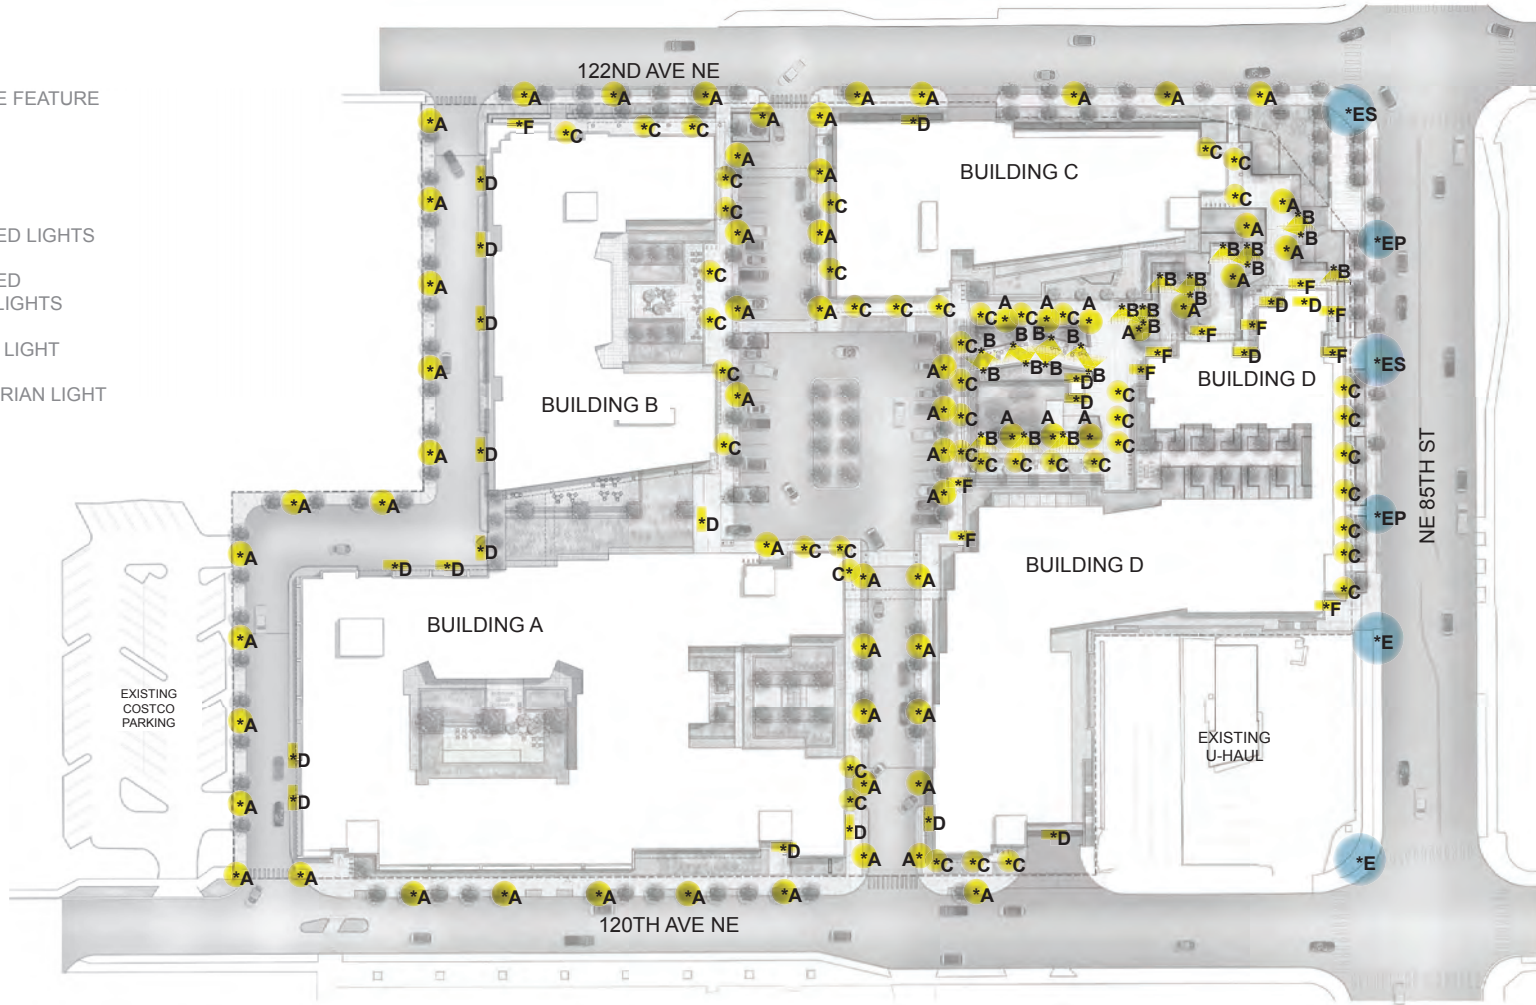 E FEATURE
ED LIGHTS
ED
LIGHTS
LIGHT
RIAN LIGHT
122ND AVE NE
*A *A *A *A *A *A *A *A
*ES
*A *F *C *C *C *A *A *D
BUILDING C
*C *C
*D *A *C *A
*A *C *A *C *C *A *B
*D *A *A *A *B *A
*EP
*C *C *B *B *B *A *B
*A *A *B *B *B *A *F *D *D *F
*D *C *A *A *C *C *C
A A A
*C *C *C *B *B *B A* *F *F
B B B B
*C *B *B *B *B *F *D *F
*ES
*A *C *A A* *C *D *D *F
BUILDING D
*C
BUILDING B
A* *C *C *C *C
A A A
*B *B *B *C
*A *D *C A* *C *C *C *C *C *C
NE 85TH ST
*A *A A* *F *C
*EP
*D *C
*F
*A *D *A *C *C *C
*D *D C* *A *A
BUILDING D
*C
*F
BUILDING A
*A *A *A
*E
EXISTING
COSTCO
PARKING
*A *A *A
EXISTING
U-HAUL
*D *C
*A *A
*A *D *C
*D *D *D
*D *A A* *C *C *C
*E
*A *A
*A *A *A *A *A *A
120TH AVE NE